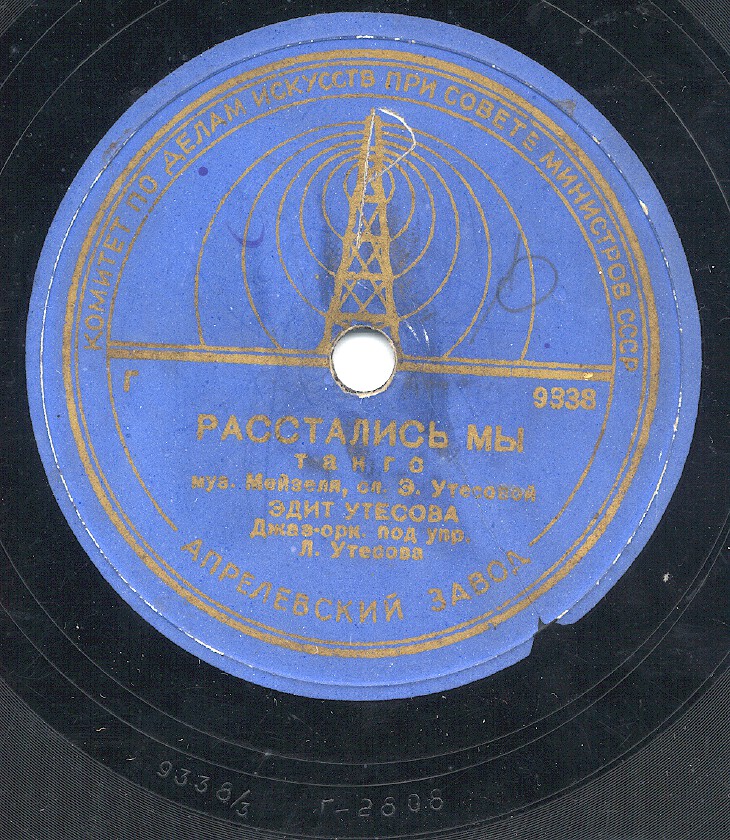 КОМИТЕТ ПО ДЕЛАМ ИСКУССТВ ПРИ СОВЕТЕ МИНИСТРОВ СССР
Г 9338
РАССТАЛИСЬ МЫ
танго
муз. Мейзеля, сл. Э. Утесовой
ЭДИТ УТЕСОВА
Джаз-орк. под упр.
Л. Утесова
АПРЕЛЕВСКИЙ ЗАВОД
9338/3 Г-2808